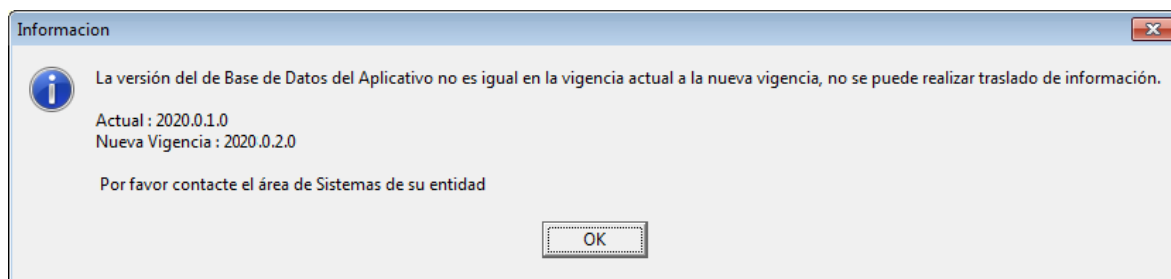 Informacion
La versión del de Base de Datos del Aplicativo no es igual en la vigencia actual a la nueva vigencia, no se puede realizar traslado de información.
Actual : 2020.0.1.0
Nueva Vigencia : 2020.0.2.0
Por favor contacte el área de Sistemas de su entidad
OK